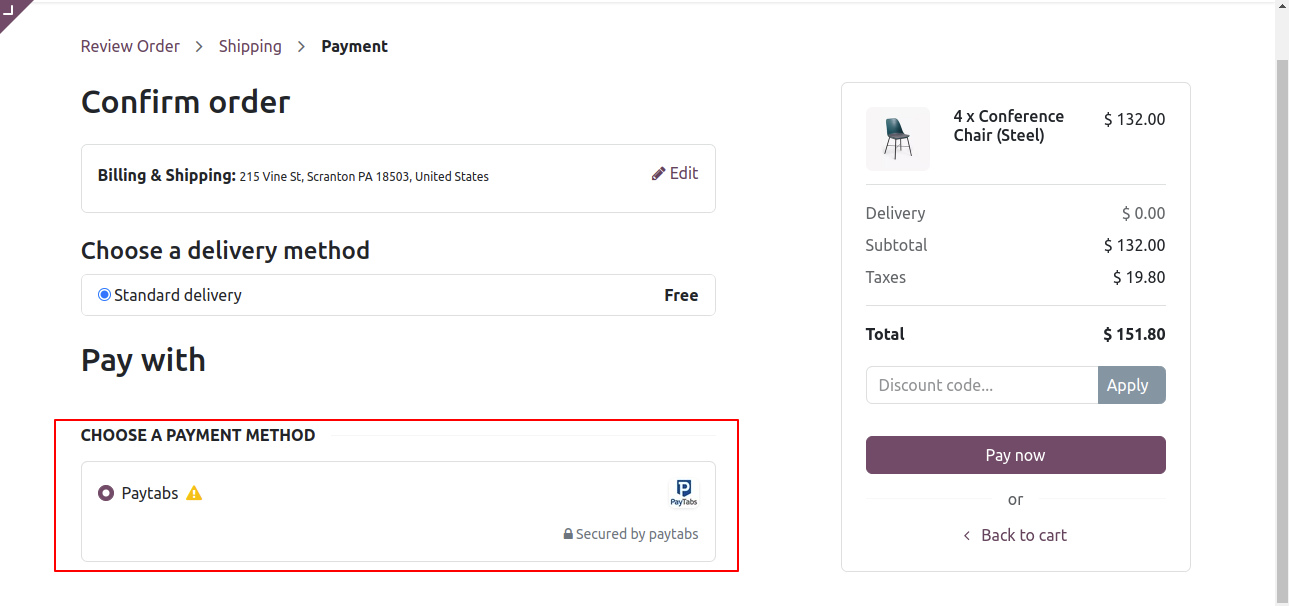 Review Order > Shipping > Payment
Confirm order
Billing & Shipping: 215 Vine St, Scranton PA 18503, United States
Edit
Choose a delivery method
Standard delivery Free
Pay with
CHOOSE A PAYMENT METHOD
Paytabs
PayTabs
Secured by paytabs
4 x Conference
Chair (Steel)
$ 132.00
Delivery $ 0.00
Subtotal $ 132.00
Taxes $ 19.80
Total $ 151.80
Discount code... Apply
Pay now
or
< Back to cart